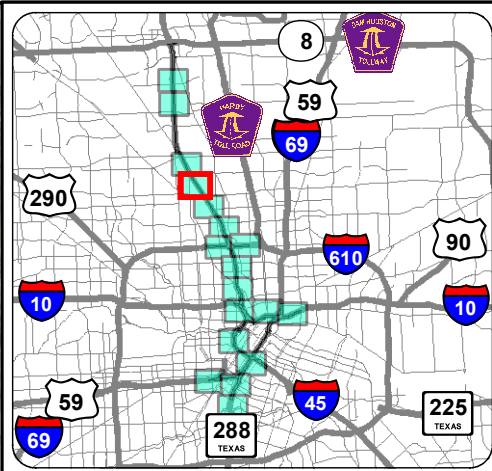 8
SAM HOUSTON
TOLLWAY
59
69
HARDY
TOLL ROAD
290
90
610
10
10
59
45
225
TEXAS
69
288
TEXAS